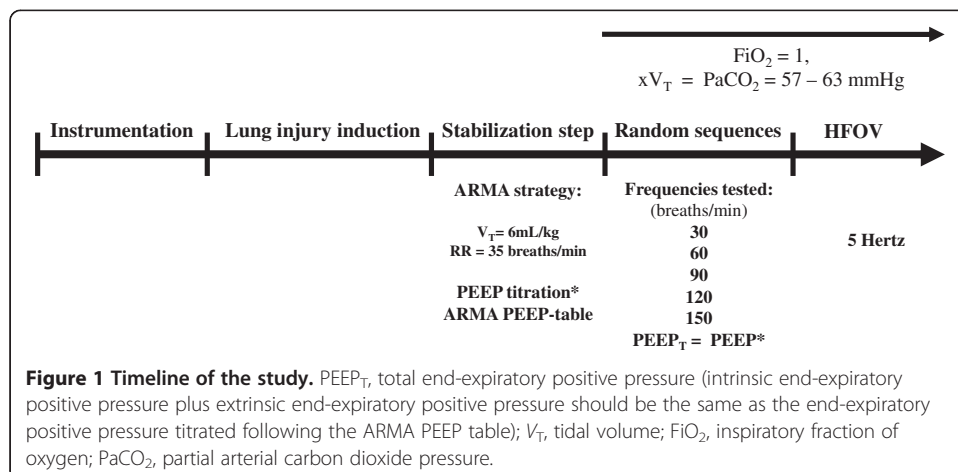 FiO₂ = 1,
xV_T = PaCO₂ = 57 – 63 mmHg
Instrumentation Lung injury induction Stabilization step Random sequences HFOV
ARMA strategy:
V_T= 6mL/kg
RR = 35 breaths/min
PEEP titration*
ARMA PEEP-table
Frequencies tested:
(breaths/min)
30
60
90
120
150
PEEP_T = PEEP*
5 Hertz
Figure 1 Timeline of the study. PEEP_T, total end-expiratory positive pressure (intrinsic end-expiratory
positive pressure plus extrinsic end-expiratory positive pressure should be the same as the end-expiratory
positive pressure titrated following the ARMA PEEP table); V_T, tidal volume; FiO₂, inspiratory fraction of
oxygen; PaCO₂, partial arterial carbon dioxide pressure.